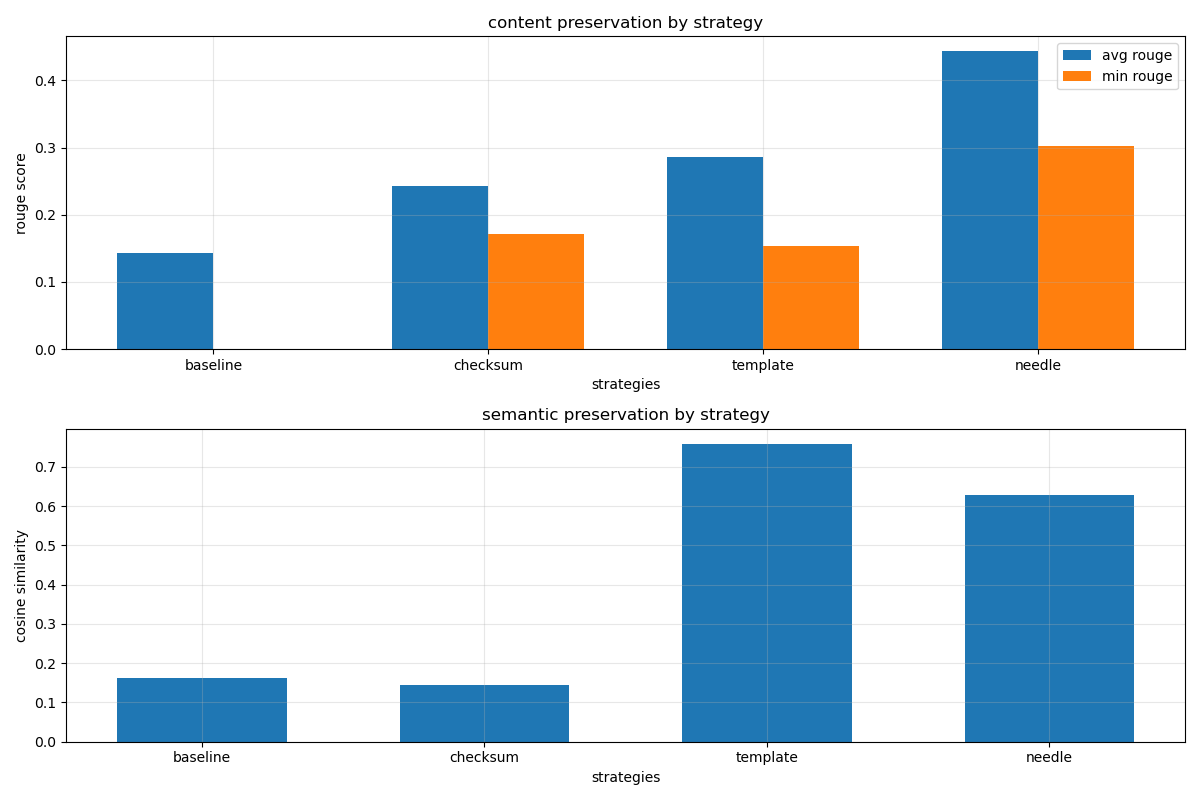 content preservation by strategy
avg rouge
min rouge
rouge score
0.4
0.3
0.2
0.1
0.0
baseline checksum template needle
strategies
semantic preservation by strategy
cosine similarity
0.7
0.6
0.5
0.4
0.3
0.2
0.1
0.0
baseline checksum template needle
strategies